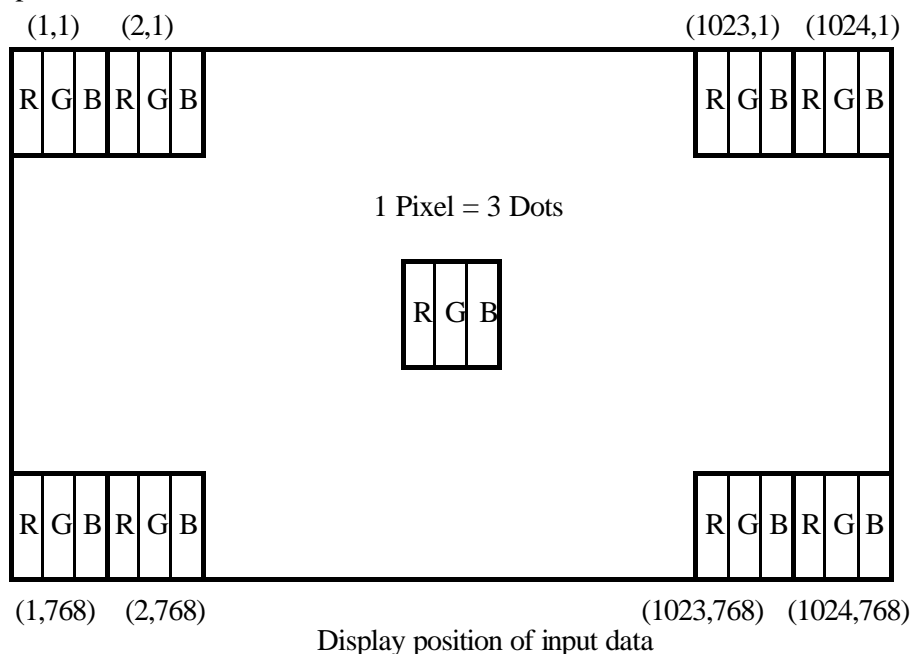 (1,1) (2,1) (1023,1) (1024,1)
R G B R G B R G B R G B
1 Pixel = 3 Dots
R G B
R G B R G B R G B R G B
(1,768) (2,768) (1023,768) (1024,768)
Display position of input data